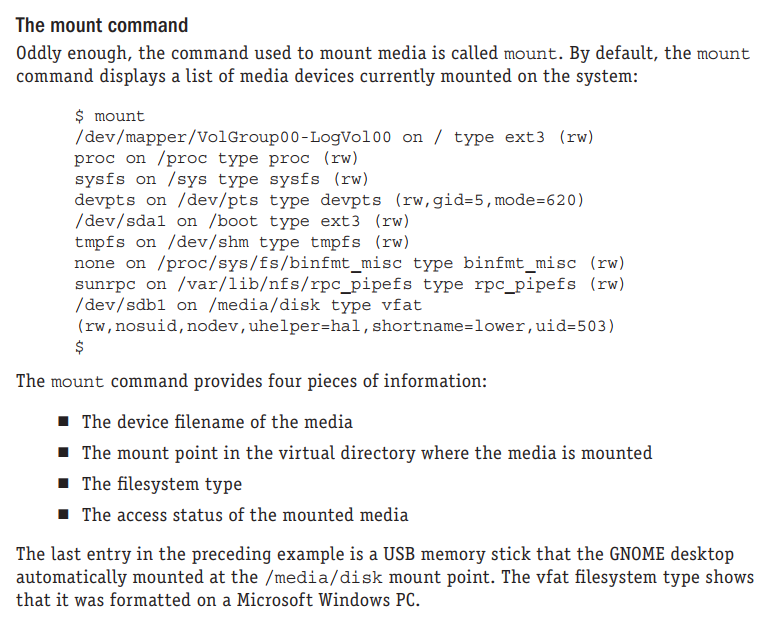 The mount command
Oddly enough, the command used to mount media is called mount. By default, the mount
command displays a list of media devices currently mounted on the system:
$ mount
/dev/mapper/VolGroup00-LogVol00 on / type ext3 (rw)
proc on /proc type proc (rw)
sysfs on /sys type sysfs (rw)
devpts on /dev/pts type devpts (rw,gid=5,mode=620)
/dev/sda1 on /boot type ext3 (rw)
tmpfs on /dev/shm type tmpfs (rw)
none on /proc/sys/fs/binfmt_misc type binfmt_misc (rw)
sunrpc on /var/lib/nfs/rpc_pipefs type rpc_pipefs (rw)
/dev/sdb1 on /media/disk type vfat
(rw,nosuid,nodev,uhelper=hal,shortname=lower,uid=503)
$
The mount command provides four pieces of information:
■ The device filename of the media
■ The mount point in the virtual directory where the media is mounted
■ The filesystem type
■ The access status of the mounted media
The last entry in the preceding example is a USB memory stick that the GNOME desktop
automatically mounted at the /media/disk mount point. The vfat filesystem type shows
that it was formatted on a Microsoft Windows PC.